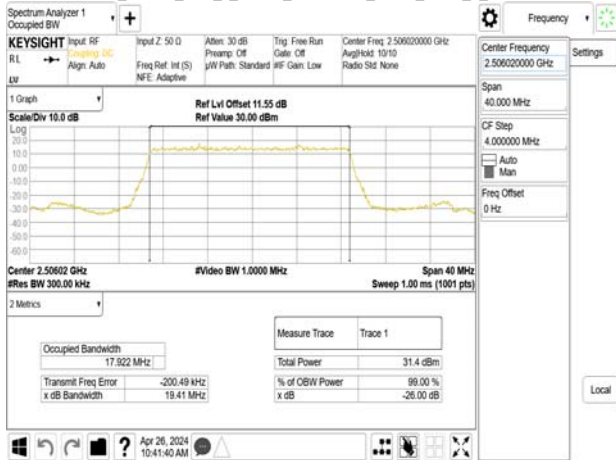 Spectrum Analyzer 1
Occupied BW
Frequency
KEYSIGHT
RL
Input: RF
Coupling: DC
Align: Auto
Input Z: 50 Ω
Freq Ref: Int (S)
NFE: Adaptive
Atten: 30 dB
Preamp: Off
µW Path: Standard
Trig: Free Run
Gate: Off
#IF Gain: Low
Center Freq: 2.506020000 GHz
Avg|Hold: 10/10
Radio Std: None
Center Frequency
2.506020000 GHz
Settings
Span
40.000 MHz
CF Step
4.000000 MHz
Auto
Man
Freq Offset
0 Hz
Local
1 Graph
Scale/Div 10.0 dB
Ref Lvl Offset 11.55 dB
Ref Value 30.00 dBm
Log
20.0
10.0
0.00
-10.0
-20.0
-30.0
-40.0
-50.0
-60.0
Center 2.50602 GHz
#Video BW 1.0000 MHz
Span 40 MHz
#Res BW 300.00 kHz
Sweep 1.00 ms (1001 pts)
2 Metrics
Measure Trace Trace 1
Occupied Bandwidth
17.922 MHz
Total Power 31.4 dBm
Transmit Freq Error -200.49 kHz
% of OBW Power 99.00 %
x dB Bandwidth 19.41 MHz
x dB -26.00 dB
Apr 26, 2024
10:41:40 AM